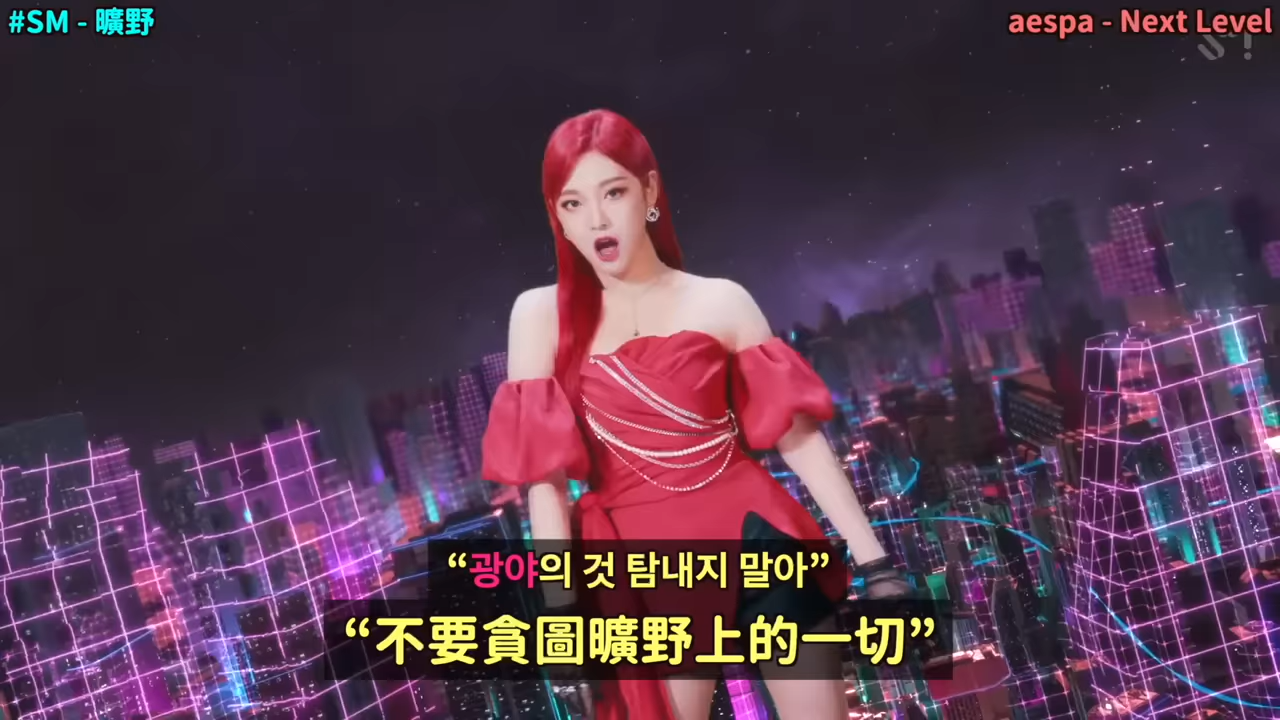 #SM - 曠野
aespa - Next Level
“광야의 것 탐내지 말아”
“不要貪圖曠野上的一切”